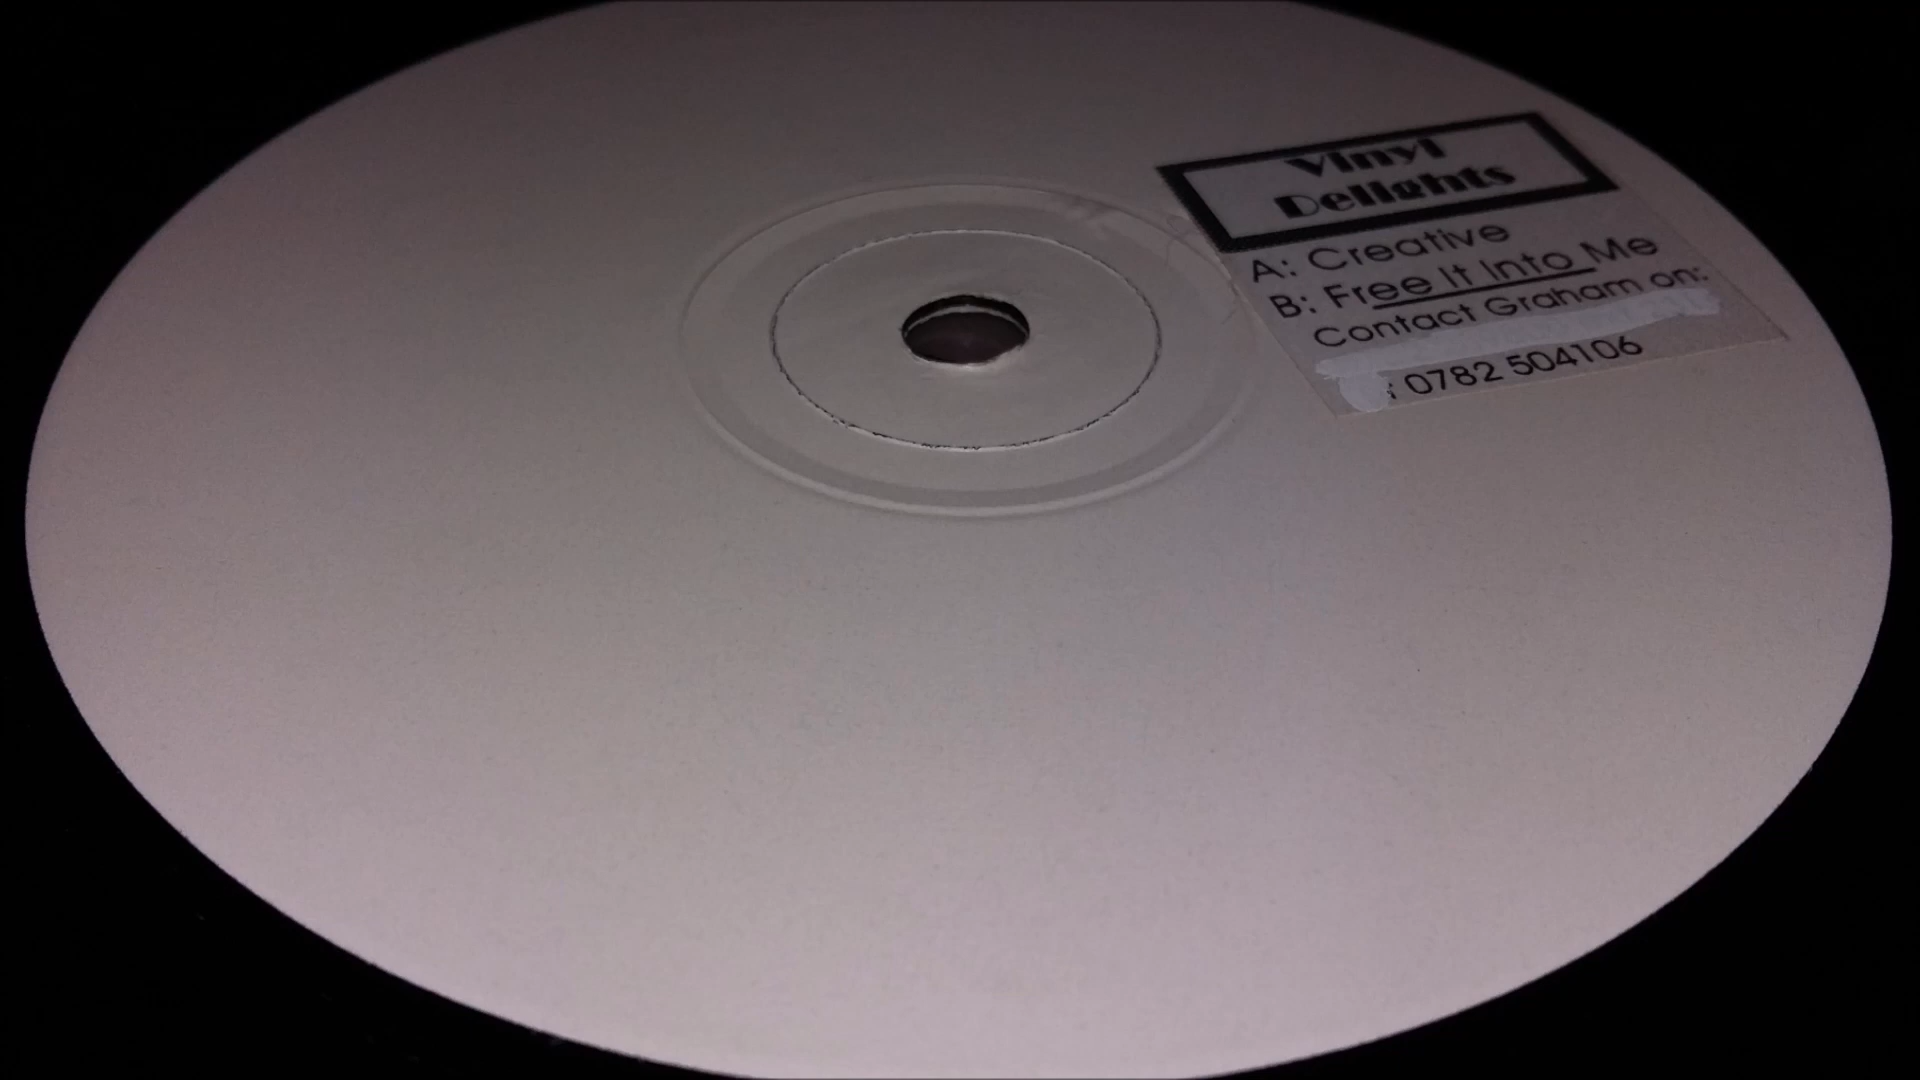 Vinyl
Delights
A: Creative
B: Free It Into Me
Contact Graham on:
: 0782 504106